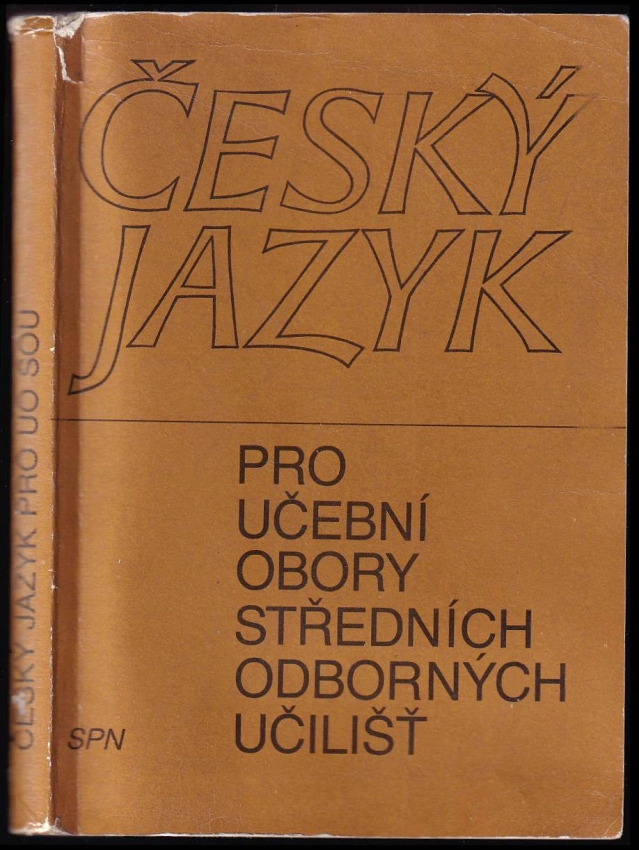 ČESKÝ
JAZYK
PRO
UČEBNÍ
OBORY
STŘEDNÍCH
ODBORNÝCH
UČILIŠŤ
SPN
ČESKÝ JAZYK PRO UO SOU